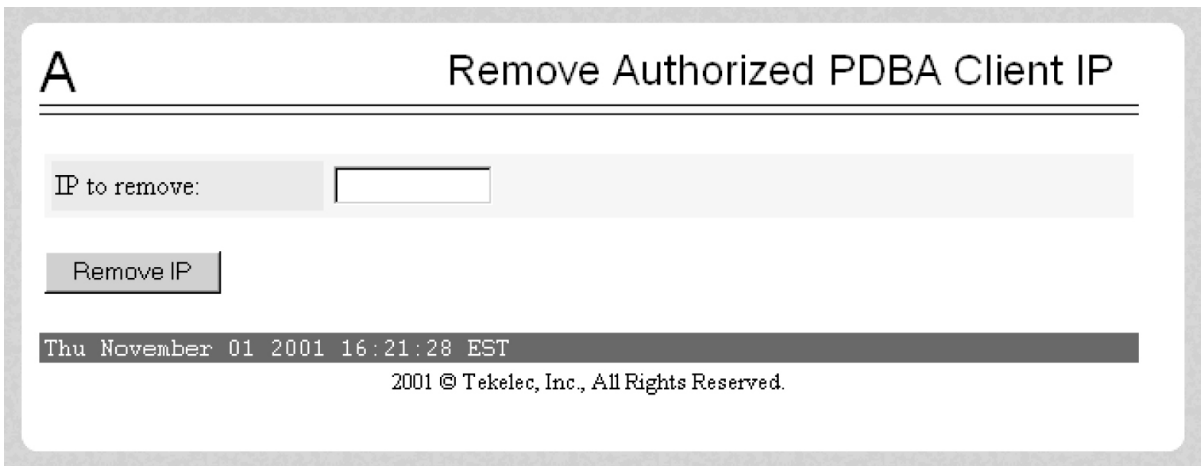 A Remove Authorized PDBA Client IP
IP to remove:
Remove IP
Thu November 01 2001 16:21:28 EST
2001 © Tekelec, Inc., All Rights Reserved.